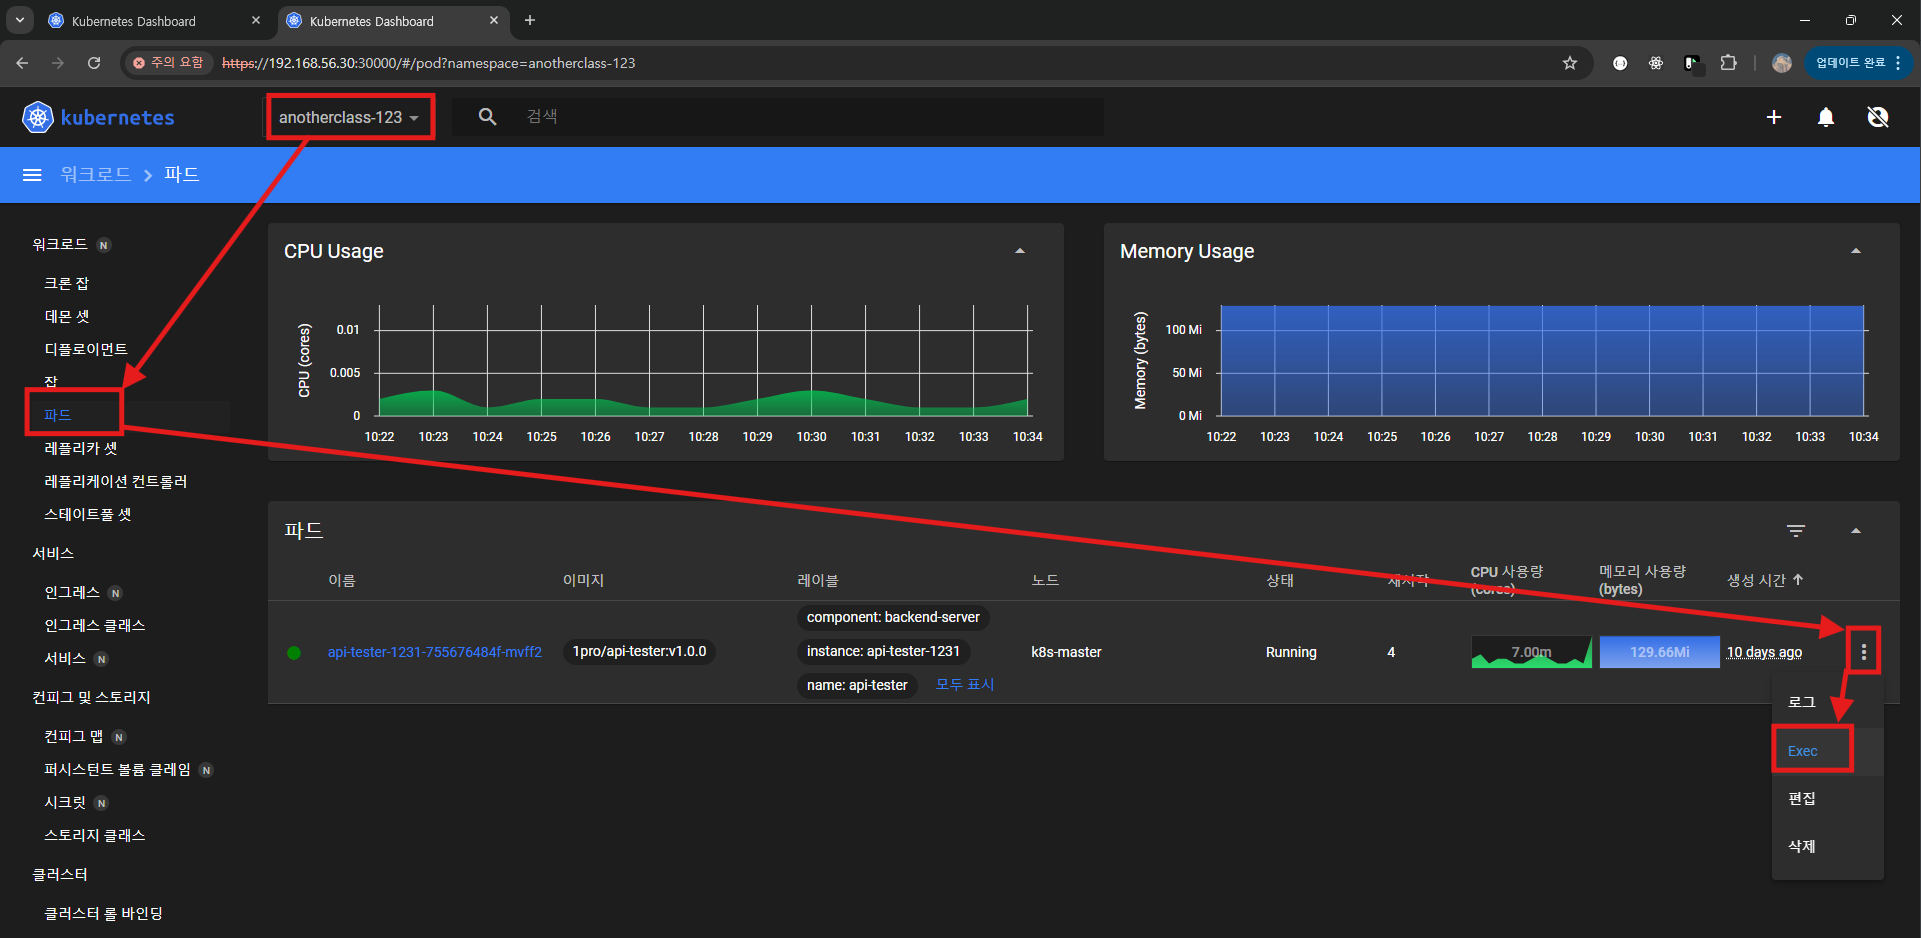 Kubernetes Dashboard
Kubernetes Dashboard
주의 요함
https://192.168.56.30:30000/#/pod?namespace=anotherclass-123
업데이트 완료
kubernetes
anotherclass-123
검색
워크로드 > 파드
워크로드 N
크론 잡
데몬 셋
디플로이먼트
잡
파드
레플리카 셋
레플리케이션 컨트롤러
스테이트풀 셋
서비스
인그레스 N
인그레스 클래스
서비스 N
컨피그 및 스토리지
컨피그 맵 N
퍼시스턴트 볼륨 클레임 N
시크릿 N
스토리지 클래스
클러스터
클러스터 롤 바인딩
CPU Usage
CPU (cores)
0.01
0.005
0
10:22 10:23 10:24 10:25 10:26 10:27 10:28 10:29 10:30 10:31 10:32 10:33 10:34
Memory Usage
Memory (bytes)
100 Mi
50 Mi
0 Mi
10:22 10:23 10:24 10:25 10:26 10:27 10:28 10:29 10:30 10:31 10:32 10:33 10:34
파드
이름 이미지 레이블 노드 상태 재시작 CPU 사용량 (cores) 메모리 사용량 (bytes) 생성 시간
component: backend-server
api-tester-1231-755676484f-mvff2 1pro/api-tester:v1.0.0 instance: api-tester-1231 k8s-master Running 4 7.00m 129.66Mi 10 days ago
name: api-tester 모두 표시
로그
Exec
편집
삭제